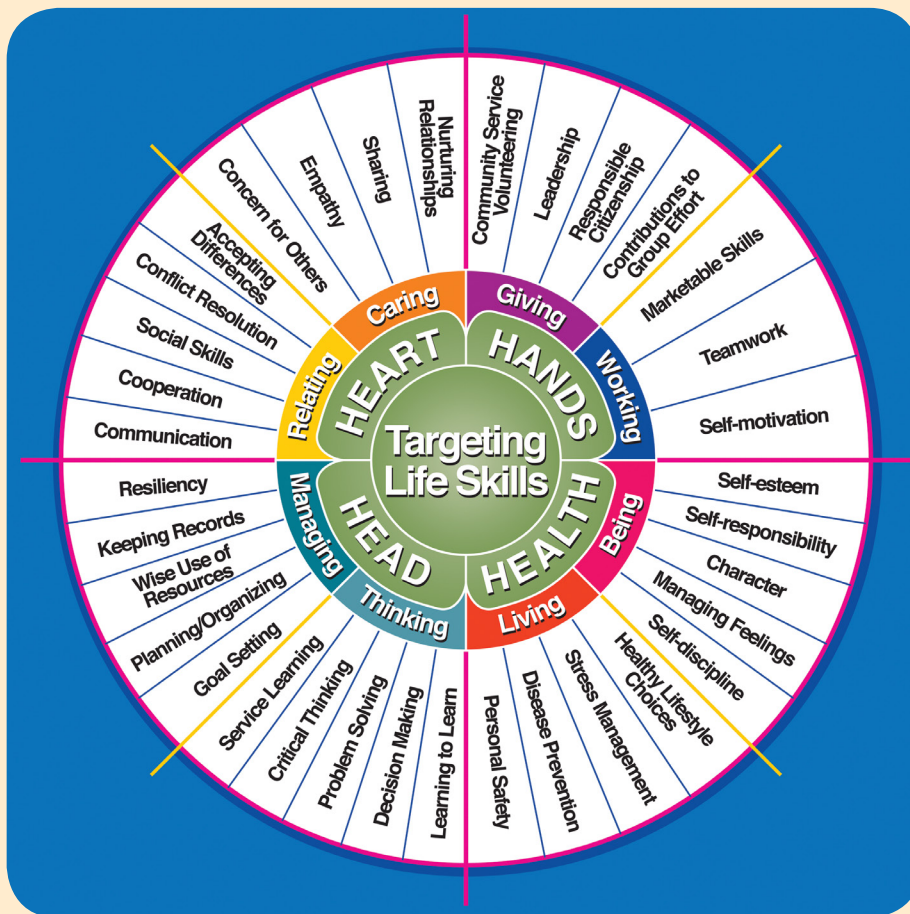 Targeting
Life Skills
HEART
HANDS
HEALTH
HEAD
Caring
Giving
Working
Being
Living
Thinking
Managing
Relating
Nurturing
Relationships
Sharing
Empathy
Concern for Others
Community Service
Volunteering
Leadership
Responsible
Citizenship
Contributions to
Group Effort
Marketable Skills
Teamwork
Self-motivation
Self-esteem
Self-responsibility
Character
Managing Feelings
Self-discipline
Healthy Lifestyle
Choices
Stress Management
Disease Prevention
Personal Safety
Learning to Learn
Decision Making
Problem Solving
Critical Thinking
Service Learning
Goal Setting
Planning/Organizing
Wise Use of
Resources
Keeping Records
Resiliency
Communication
Cooperation
Social Skills
Conflict Resolution
Accepting
Differences